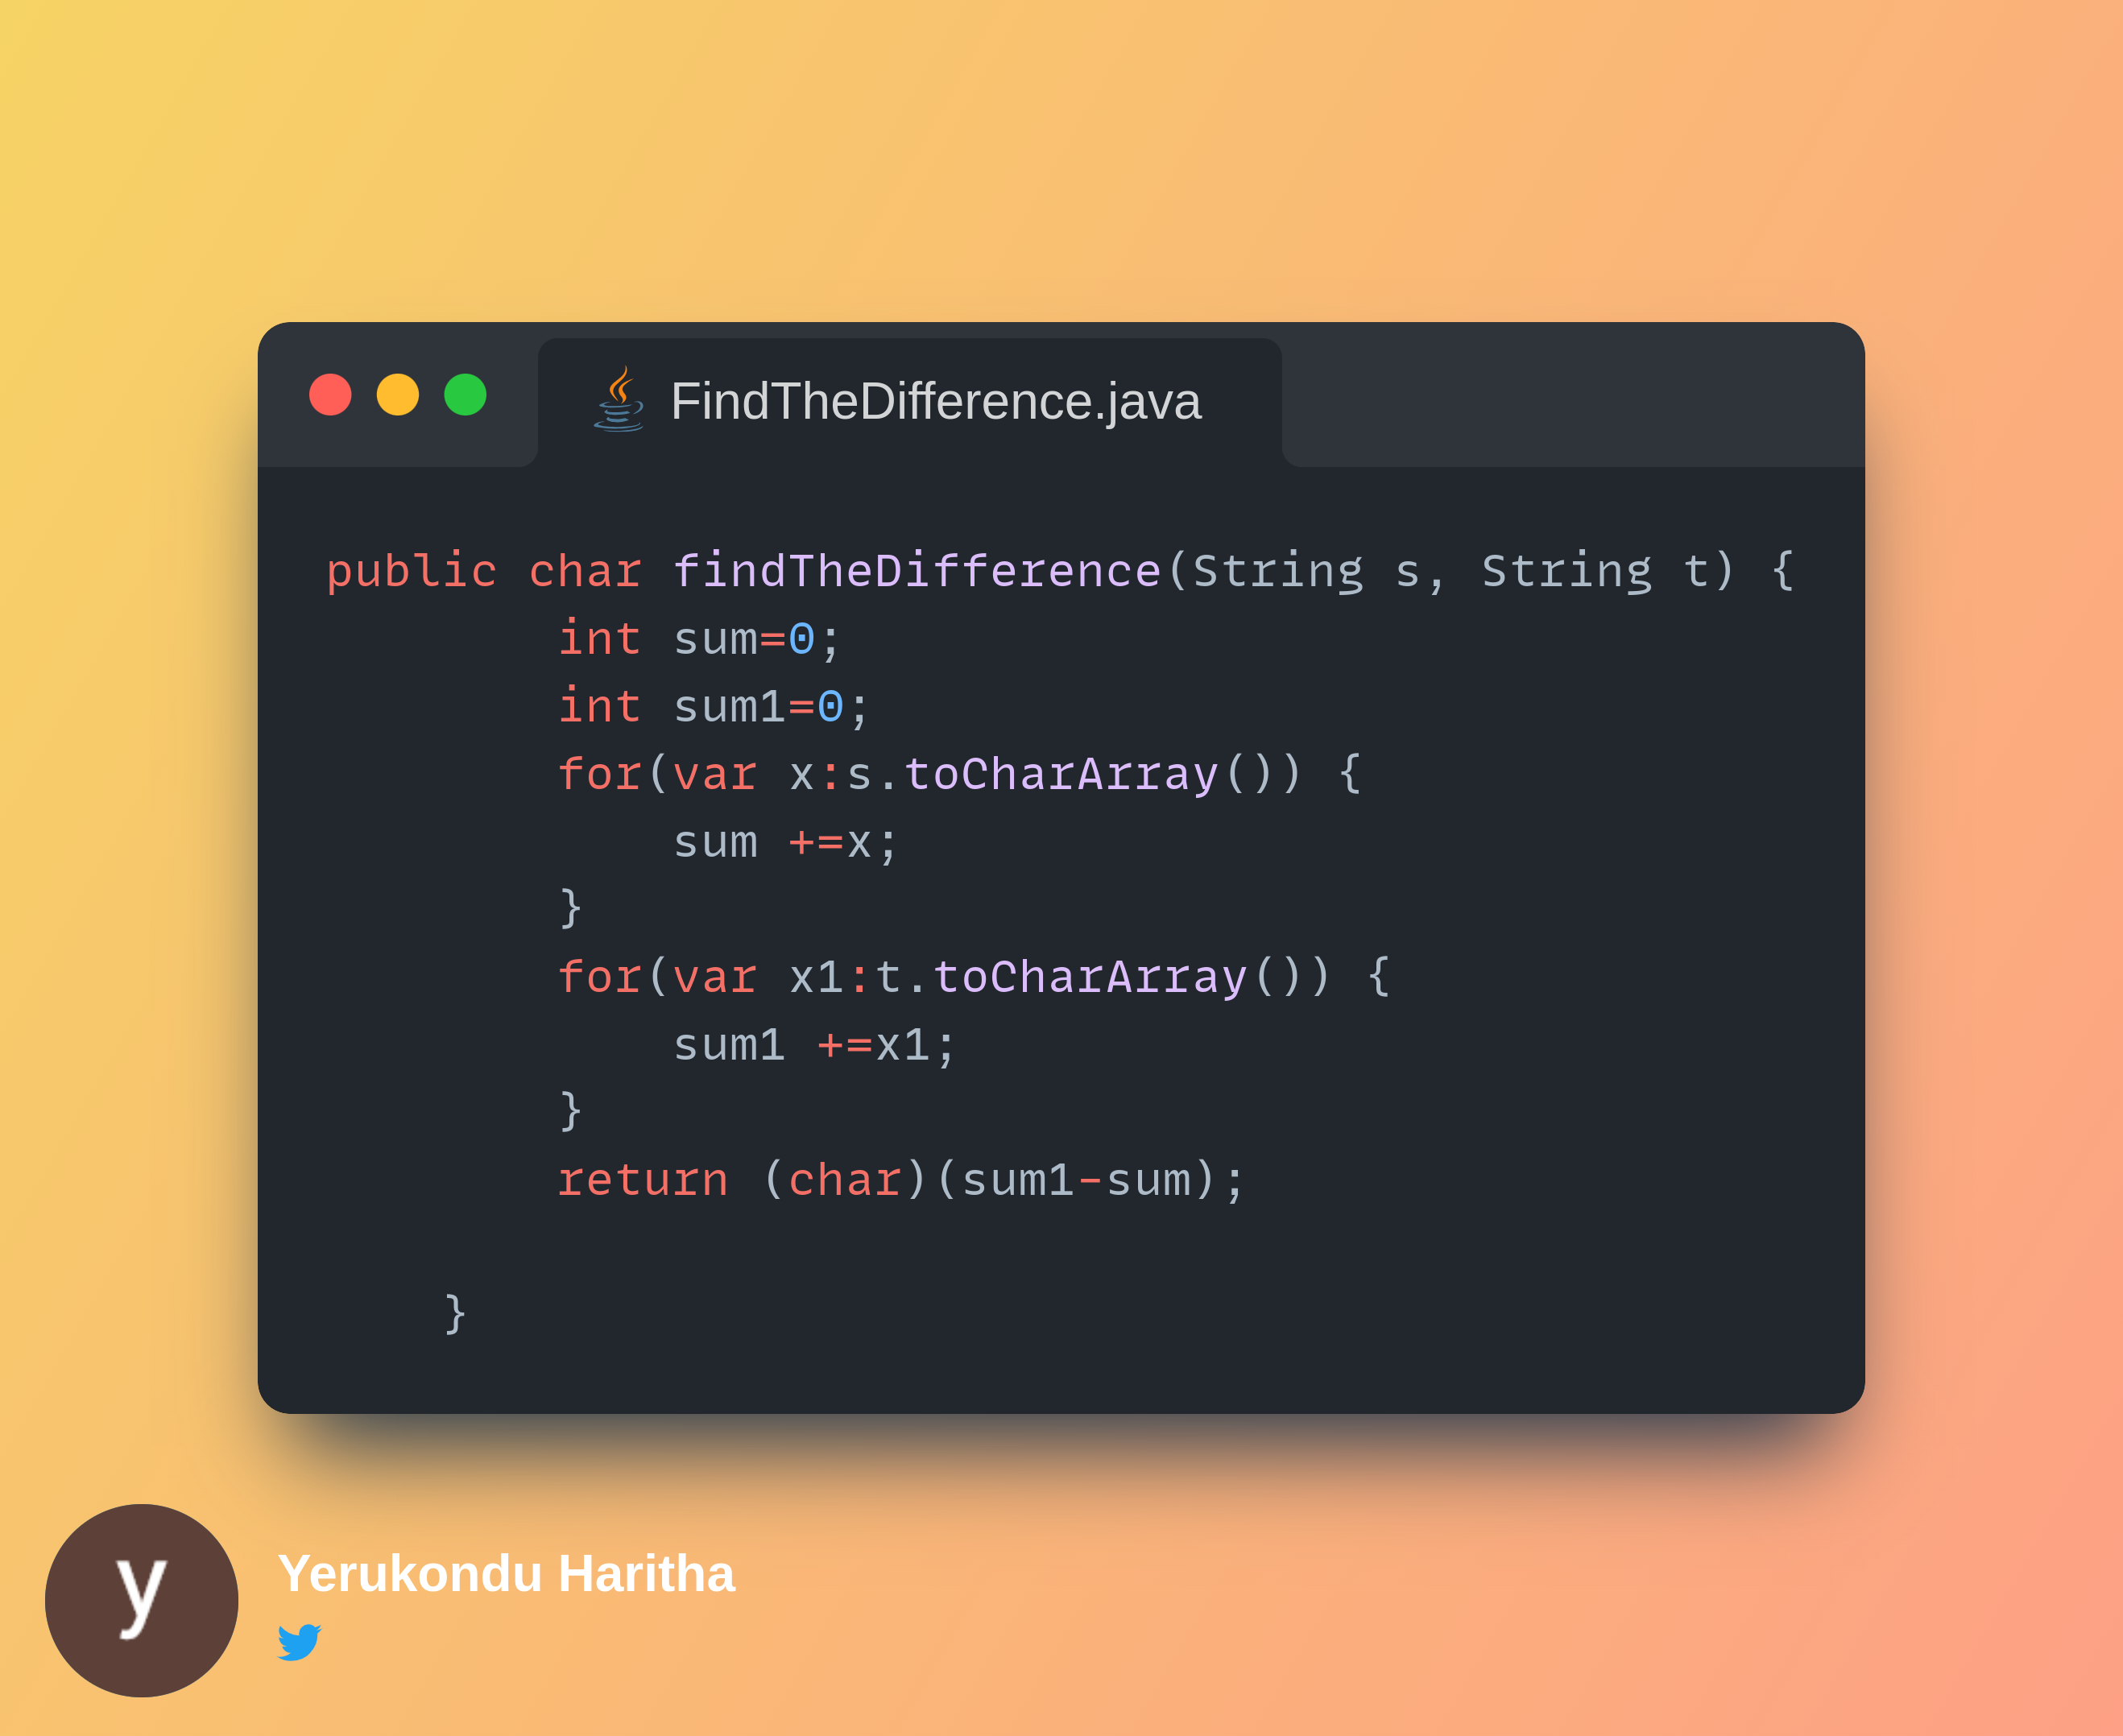 FindTheDifference.java
public char findTheDifference(String s, String t) {
        int sum=0;
        int sum1=0;
        for(var x:s.toCharArray()) {
            sum +=x;
        }
        for(var x1:t.toCharArray()) {
            sum1 +=x1;
        }
        return (char)(sum1-sum);
    }
y
Yerukondu Haritha